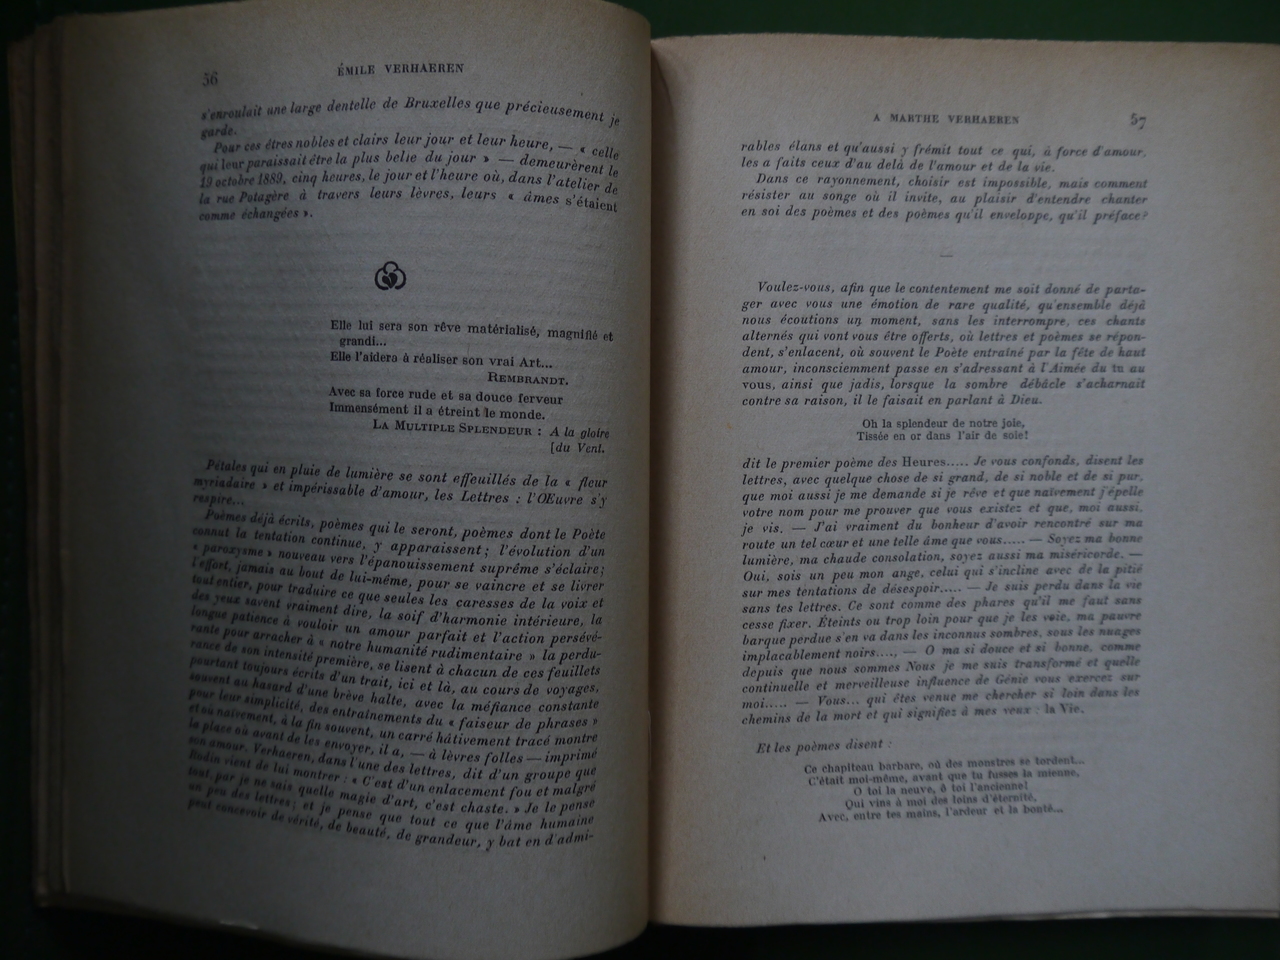 56
ÉMILE VERHAEREN
s'enroulait une large dentelle de Bruxelles que précieusement je
garde.
Pour ces êtres nobles et clairs leur jour et leur heure, — « celle
qui leur paraissait être la plus belle du jour » — demeurèrent le
19 octobre 1889, cinq heures, le jour et l'heure où, dans l'atelier de
la rue Potagère à travers leurs lèvres, leurs « âmes s'étaient
comme échangées ».
Elle lui sera son rêve matérialisé, magnifié et
grandi...
Elle l'aidera à réaliser son vrai Art...
REMBRANDT.
Avec sa force rude et sa douce ferveur
Immensément il a étreint le monde.
LA MULTIPLE SPLENDEUR : A la gloire
[du Vent.
Pétales qui en pluie de lumière se sont effeuillés de la « fleur
myriadaire » et impérissable d'amour, les Lettres : l'Œuvre s'y
respire...
Poèmes déjà écrits, poèmes qui le seront, poèmes dont le Poète
connut la tentation continue, y apparaissent ; l'évolution d'un
« paroxysme » nouveau vers l'épanouissement suprême s'éclaire ;
l'effort, jamais au bout de lui-même, pour se vaincre et se livrer
tout entier, pour traduire ce que seules les caresses de la voix et
des yeux savent vraiment dire, la soif d'harmonie intérieure, la
longue patience à vouloir un amour parfait et l'action persévé-
rante pour arracher à « notre humanité rudimentaire » la perdu-
rance de son intensité première, se lisent à chacun de ces feuillets
pourtant toujours écrits d'un trait, ici et là, au cours de voyages,
souvent au hasard d'une brève halte, avec la méfiance constante
pour leur simplicité, des entraînements du « faiseur de phrases »
et où naïvement, à la fin souvent, un carré hâtivement tracé montre
la place où avant de les envoyer, il a, — à lèvres folles — imprimé
son amour. Verhaeren, dans l'une des lettres, dit d'un groupe que
Rodin vient de lui montrer : « C'est d'un enlacement fou et malgré
tout, par je ne sais quelle magie d'art, c'est chaste. » Je le pense
un peu des lettres ; et je pense que tout ce que l'âme humaine
peut concevoir de vérité, de beauté, de grandeur, y bat en d'admi-
A MARTHE VERHAEREN
57
rables élans et qu'aussi y frémit tout ce qui, à force d'amour,
les a faits ceux d'au delà de l'amour et de la vie.
Dans ce rayonnement, choisir est impossible, mais comment
résister au songe où il invite, au plaisir d'entendre chanter
en soi des poèmes et des poèmes qu'il enveloppe, qu'il préface ?
—
Voulez-vous, afin que le contentement me soit donné de parta-
ger avec vous une émotion de rare qualité, qu'ensemble déjà
nous écoutions un moment, sans les interrompre, ces chants
alternés qui vont vous être offerts, où lettres et poèmes se répon-
dent, s'enlacent, où souvent le Poète entraîné par la fête de haut
amour, inconsciemment passe en s'adressant à l'Aimée du tu au
vous, ainsi que jadis, lorsque la sombre débâcle s'acharnait
contre sa raison, il le faisait en parlant à Dieu.
Oh la splendeur de notre joie,
Tissée en or dans l'air de soie!
dit le premier poème des Heures..... Je vous confonds, disent les
lettres, avec quelque chose de si grand, de si noble et de si pur,
que moi aussi je me demande si je rêve et que naïvement j'épelle
votre nom pour me prouver que vous existez et que, moi aussi,
je vis. — J'ai vraiment du bonheur d'avoir rencontré sur ma
route un tel cœur et une telle âme que vous..... — Soyez ma bonne
lumière, ma chaude consolation, soyez aussi ma miséricorde. —
Oui, sois un peu mon ange, celui qui s'incline avec de la pitié
sur mes tentations de désespoir..... — Je suis perdu dans la vie
sans tes lettres. Ce sont comme des phares qu'il me faut sans
cesse fixer. Éteints ou trop loin pour que je les voie, ma pauvre
barque perdue s'en va dans les inconnus sombres, sous les nuages
implacablement noirs..... — O ma si douce et si bonne, comme
depuis que nous sommes Nous je me suis transformé et quelle
continuelle et merveilleuse influence de Génie vous exercez sur
moi..... — Vous... qui êtes venue me chercher si loin dans les
chemins de la mort et qui signifiez à mes yeux : la Vie.
Et les poèmes disent :
Ce chapiteau barbare, où des monstres se tordent...
C'était moi-même, avant que tu fusses la mienne,
O toi la neuve, ô toi l'ancienne!
Qui vins à moi des loins d'éternité,
Avec, entre tes mains, l'ardeur et la bonté...